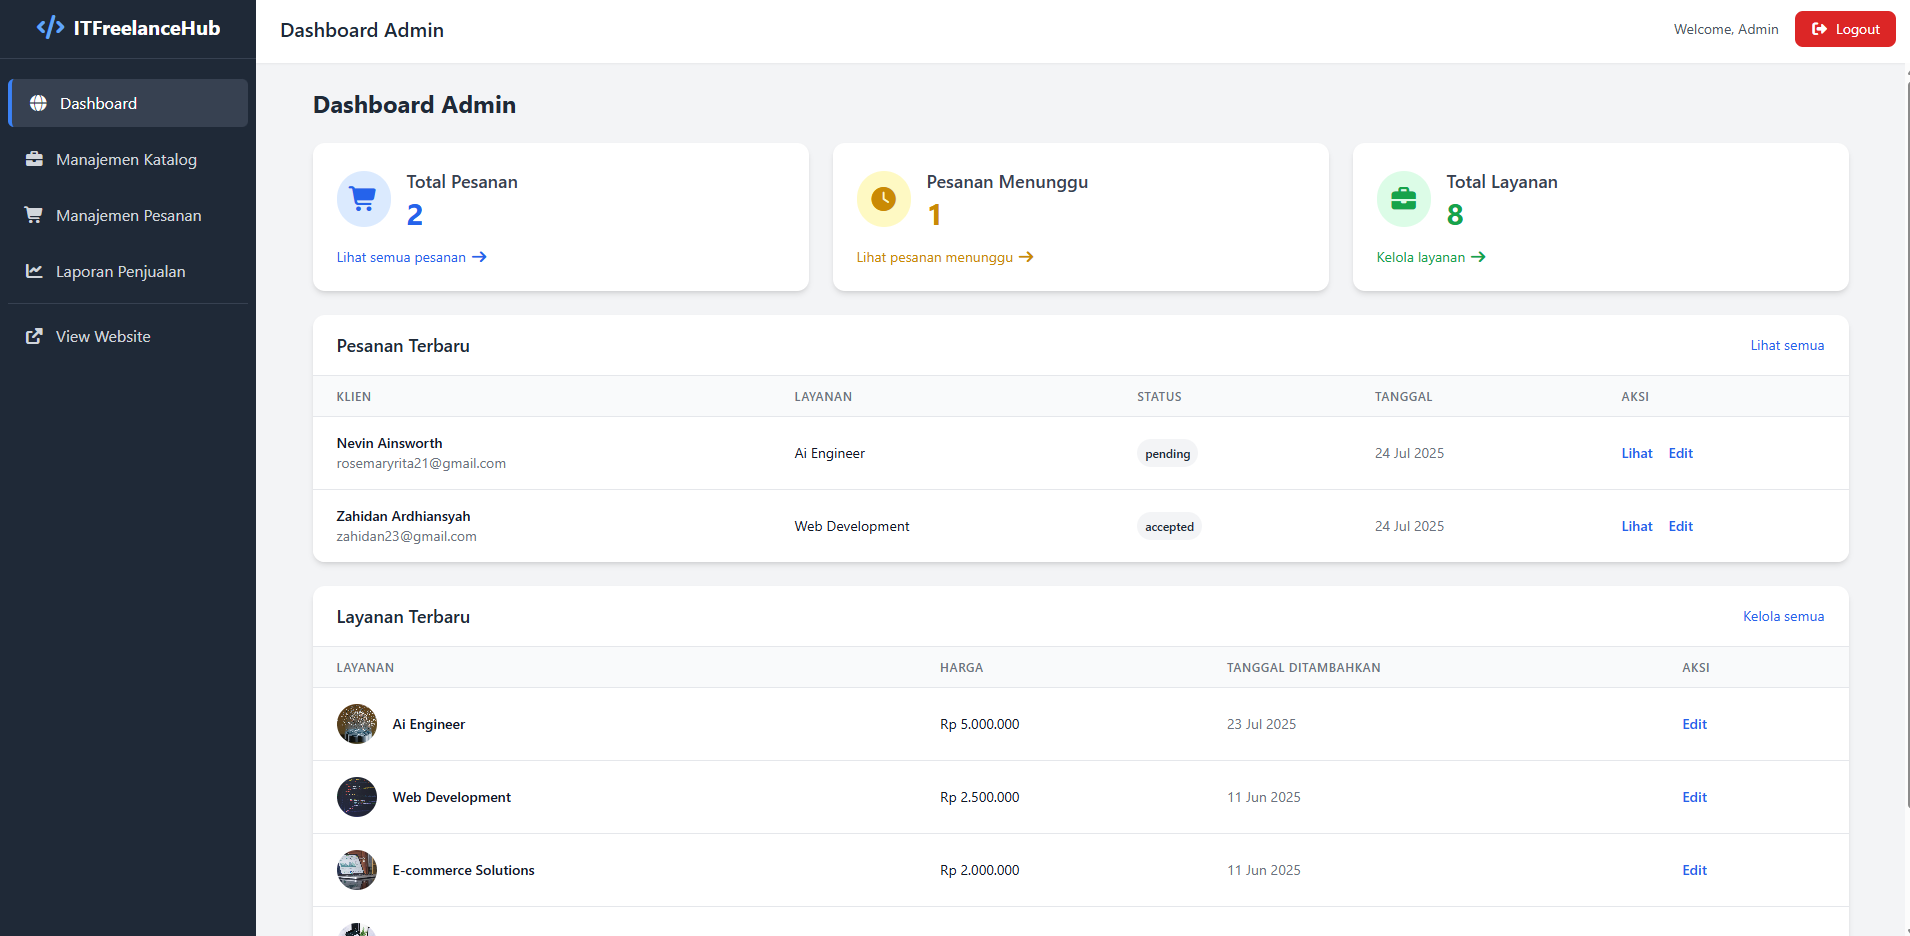 ITFreelanceHub
Dashboard Admin
Welcome, Admin
Logout
Dashboard
Manajemen Katalog
Manajemen Pesanan
Laporan Penjualan
View Website
Dashboard Admin
Total Pesanan
2
Lihat semua pesanan
Pesanan Menunggu
1
Lihat pesanan menunggu
Total Layanan
8
Kelola layanan
Pesanan Terbaru
Lihat semua
KLIEN LAYANAN STATUS TANGGAL AKSI
Nevin Ainsworth
rosemaryrita21@gmail.com
Ai Engineer pending 24 Jul 2025 Lihat Edit
Zahidan Ardhiansyah
zahidan23@gmail.com
Web Development accepted 24 Jul 2025 Lihat Edit
Layanan Terbaru
Kelola semua
LAYANAN HARGA TANGGAL DITAMBAHKAN AKSI
Ai Engineer Rp 5.000.000 23 Jul 2025 Edit
Web Development Rp 2.500.000 11 Jun 2025 Edit
E-commerce Solutions Rp 2.000.000 11 Jun 2025 Edit